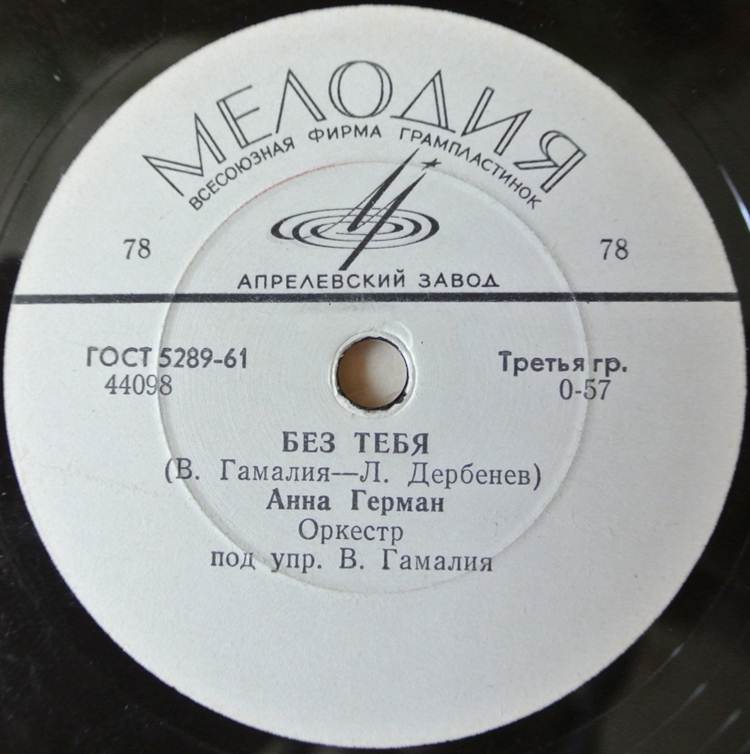 МЕЛОДИЯ
ВСЕСОЮЗНАЯ ФИРМА ГРАМПЛАСТИНОК
78 78
АПРЕЛЕВСКИЙ ЗАВОД
ГОСТ 5289-61 Третья гр.
44098 0-57
БЕЗ ТЕБЯ
(В. Гамалия—Л. Дербенев)
Анна Герман
Оркестр
под упр. В. Гамалия